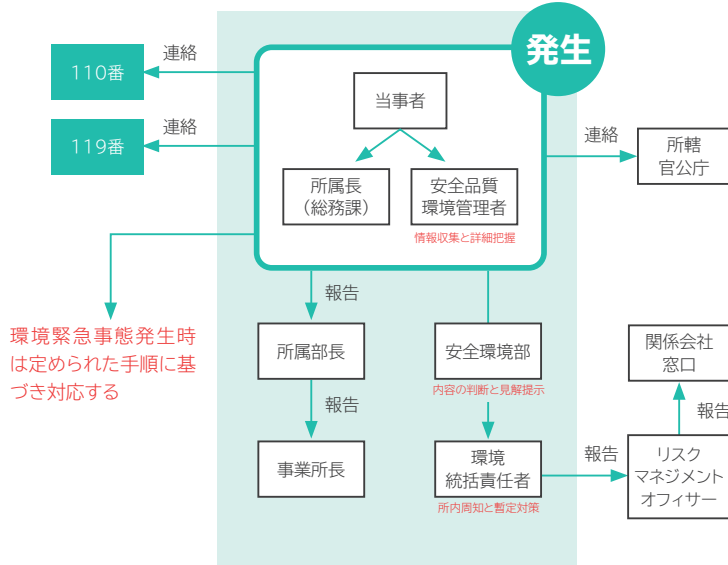 発生
連絡
110番
当事者
連絡
119番
連絡
所轄
官公庁
所属長
（総務課）
安全品質
環境管理者
情報収集と詳細把握
報告
環境緊急事態発生時
は定められた手順に基
づき対応する
所属部長
安全環境部
内容の判断と見解提示
関係会社
窓口
報告
報告
事業所長
環境
統括責任者
所内周知と暫定対策
報告
リスク
マネジメント
オフィサー